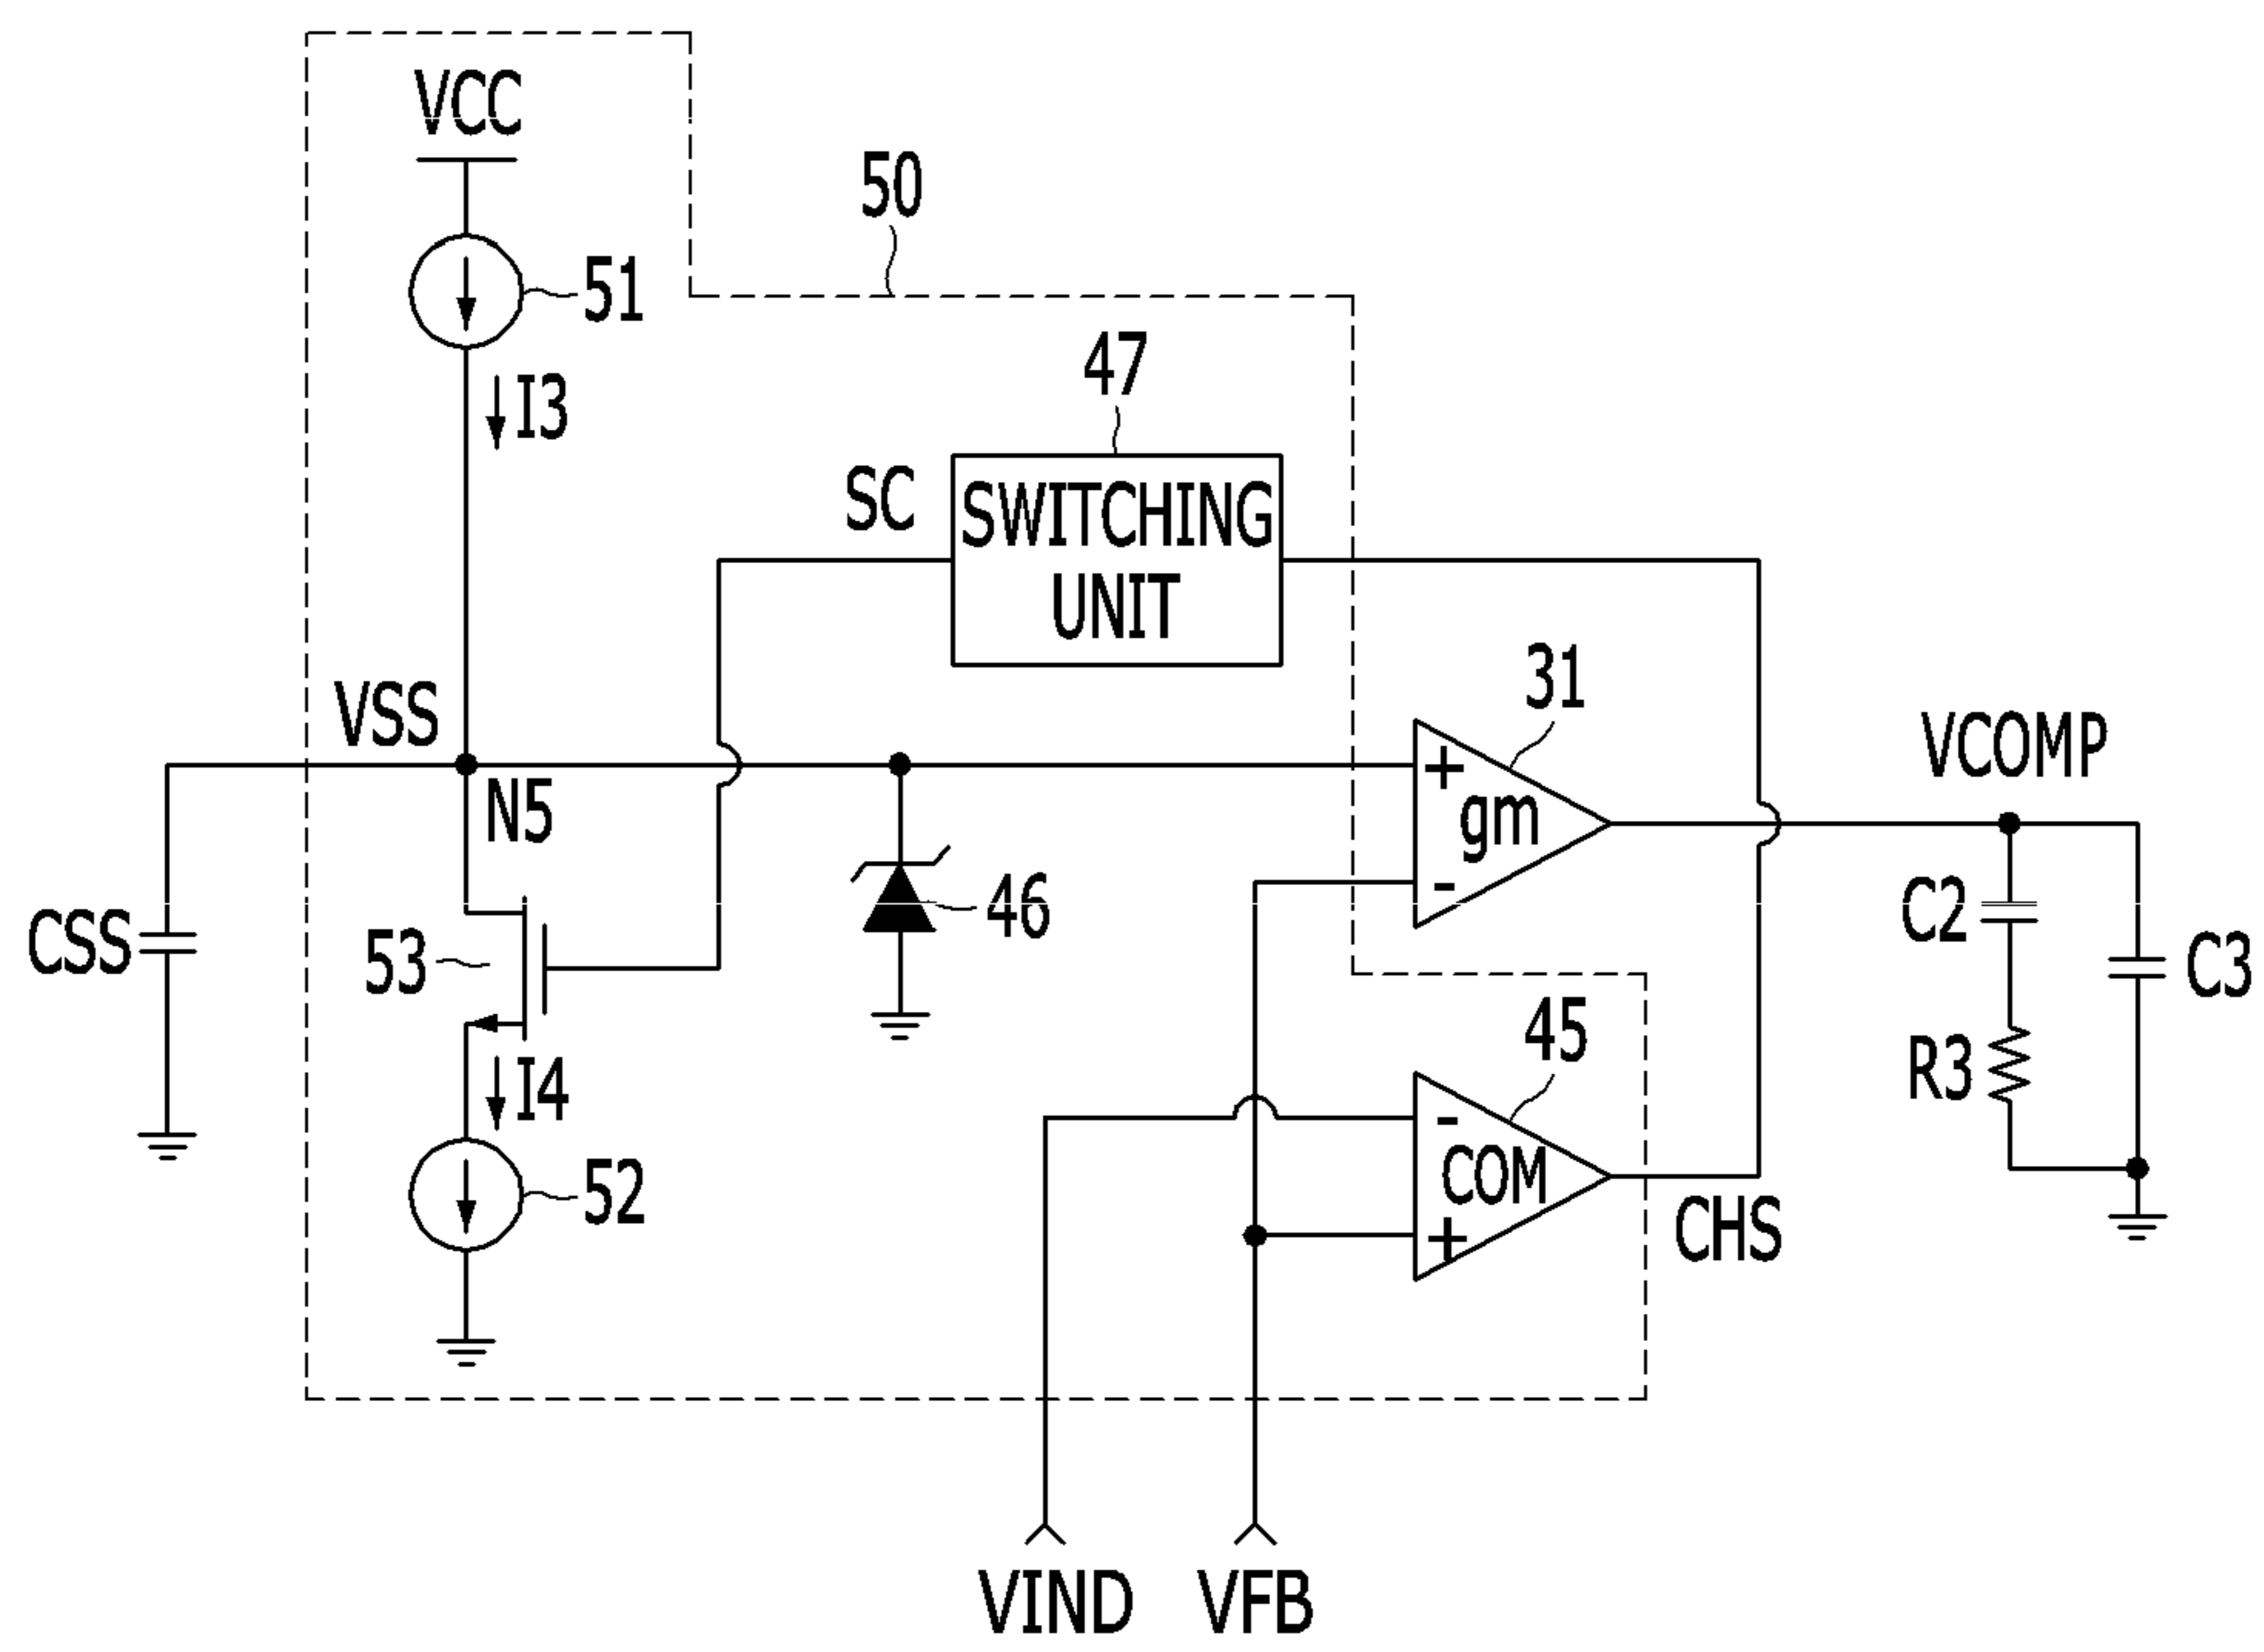 VCC
50
51
I3
47
SC
SWITCHING
UNIT
31
VSS
VCOMP
+
gm
-
N5
C2
46
CSS
53
C3
45
R3
I4
-
COM
+
52
CHS
VIND
VFB